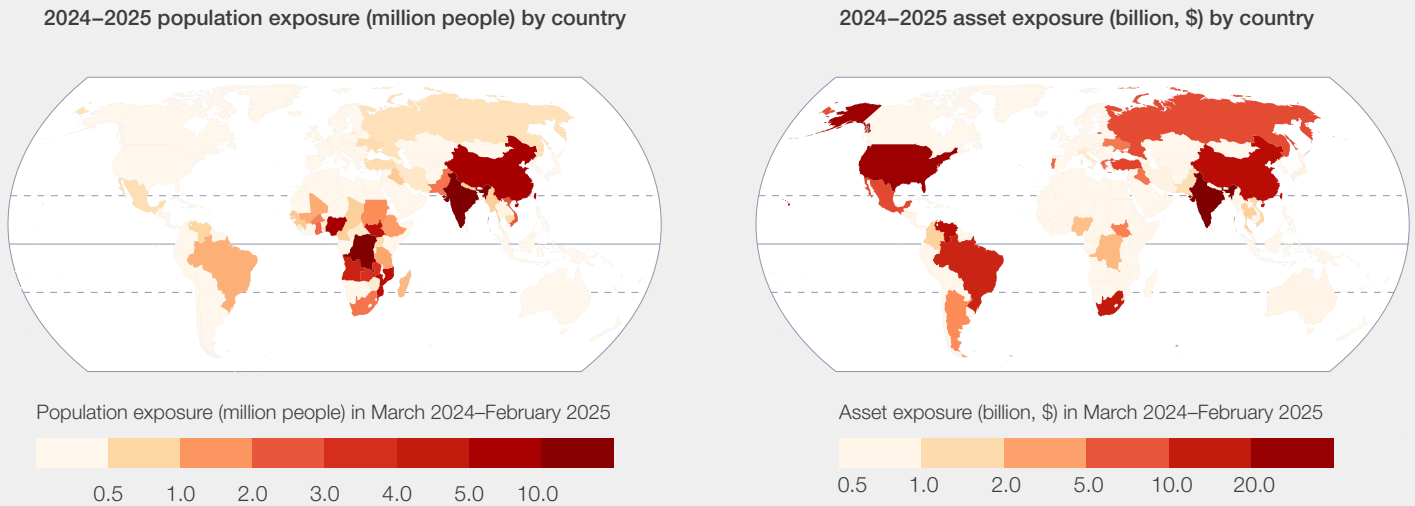 2024–2025 population exposure (million people) by country
2024–2025 asset exposure (billion, $) by country
Population exposure (million people) in March 2024–February 2025
0.5 1.0 2.0 3.0 4.0 5.0 10.0
Asset exposure (billion, $) in March 2024–February 2025
0.5 1.0 2.0 5.0 10.0 20.0